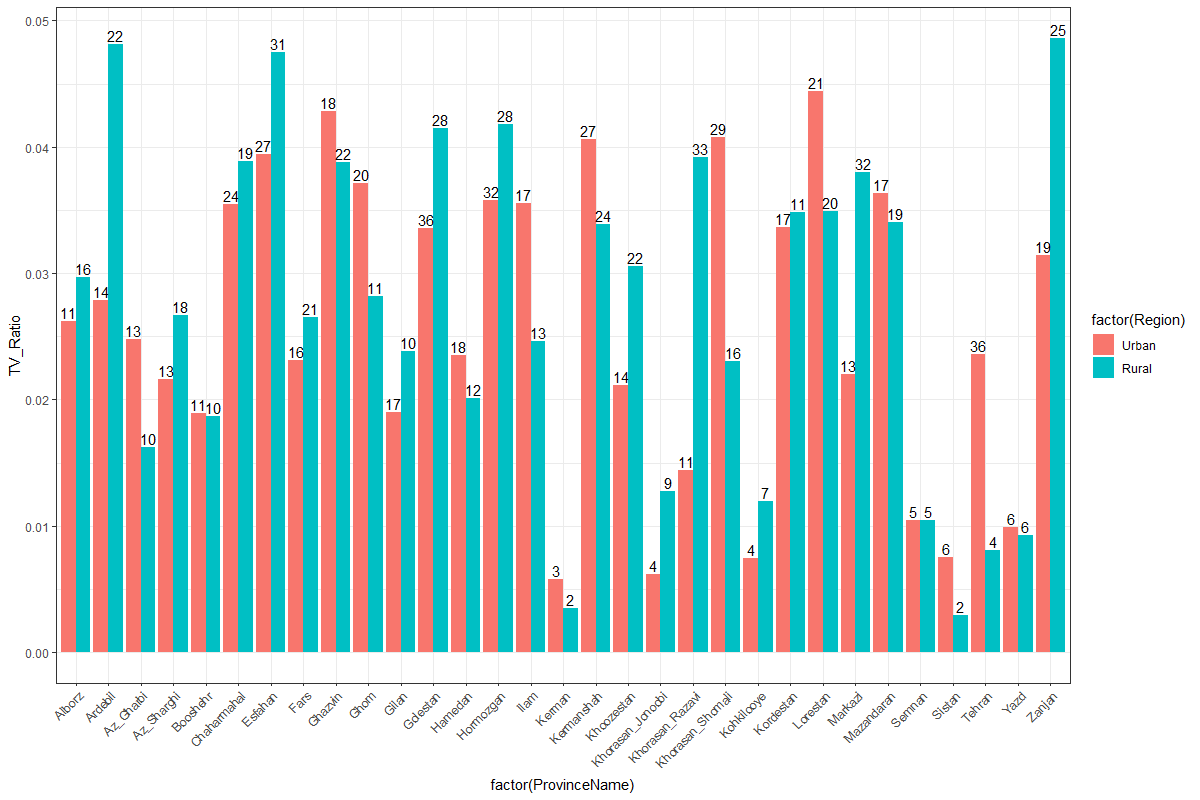 0.05
0.04
0.03
0.02
0.01
0.00
TV_Ratio
11 16
14 22
13 10
13 18
11 10
24 19
27 31
16 21
18 22
20 11
17 10
36 28
18 12
32 28
17 13
3 2
27 24
14 22
4 9
11 33
29 16
4 7
17 11
21 20
13 32
17 19
5 5
6 2
36 4
6 6
19 25
Alborz
Ardebil
Az_Gharbi
Az_Sharghi
Booshehr
Chaharmahal
Esfahan
Fars
Ghazvin
Ghom
Gilan
Golestan
Hamedan
Hormozgan
Ilam
Kerman
Kermanshah
Khoozestan
Khorasan_Jonoobi
Khorasan_Razavi
Khorasan_Shomali
Kohkilooye
Kordestan
Lorestan
Markazi
Mazandaran
Semnan
Sistan
Tehran
Yazd
Zanjan
factor(ProvinceName)
factor(Region)
Urban
Rural